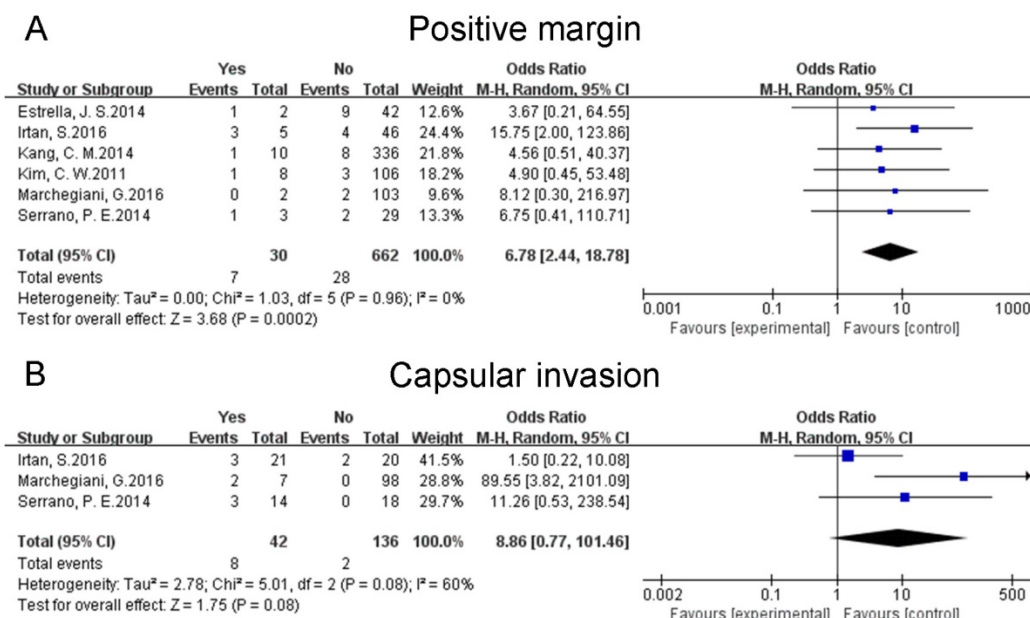 A Positive margin
Yes No Odds Ratio Odds Ratio
Study or Subgroup Events Total Events Total Weight M-H, Random, 95% CI M-H, Random, 95% CI
Estrella, J. S.2014 1 2 9 42 12.6% 3.67 [0.21, 64.55]
Irtan, S.2016 3 5 4 46 24.4% 15.75 [2.00, 123.86]
Kang, C. M.2014 1 10 8 336 21.8% 4.56 [0.51, 40.37]
Kim, C. W.2011 1 8 3 106 18.2% 4.90 [0.45, 53.48]
Marchegiani, G.2016 0 2 2 103 9.6% 8.12 [0.30, 216.97]
Serrano, P. E.2014 1 3 2 29 13.3% 6.75 [0.41, 110.71]
Total (95% CI) 30 662 100.0% 6.78 [2.44, 18.78]
Total events 7 28
Heterogeneity: Tau² = 0.00; Chi² = 1.03, df = 5 (P = 0.96); I² = 0%
Test for overall effect: Z = 3.68 (P = 0.0002)
0.001 0.1 1 10 1000
Favours [experimental] Favours [control]
B Capsular invasion
Yes No Odds Ratio Odds Ratio
Study or Subgroup Events Total Events Total Weight M-H, Random, 95% CI M-H, Random, 95% CI
Irtan, S.2016 3 21 2 20 41.5% 1.50 [0.22, 10.08]
Marchegiani, G.2016 2 7 0 98 28.8% 89.55 [3.82, 2101.09]
Serrano, P. E.2014 3 14 0 18 29.7% 11.26 [0.53, 238.54]
Total (95% CI) 42 136 100.0% 8.86 [0.77, 101.46]
Total events 8 2
Heterogeneity: Tau² = 2.78; Chi² = 5.01, df = 2 (P = 0.08); I² = 60%
Test for overall effect: Z = 1.75 (P = 0.08)
0.002 0.1 1 10 500
Favours [experimental] Favours [control]